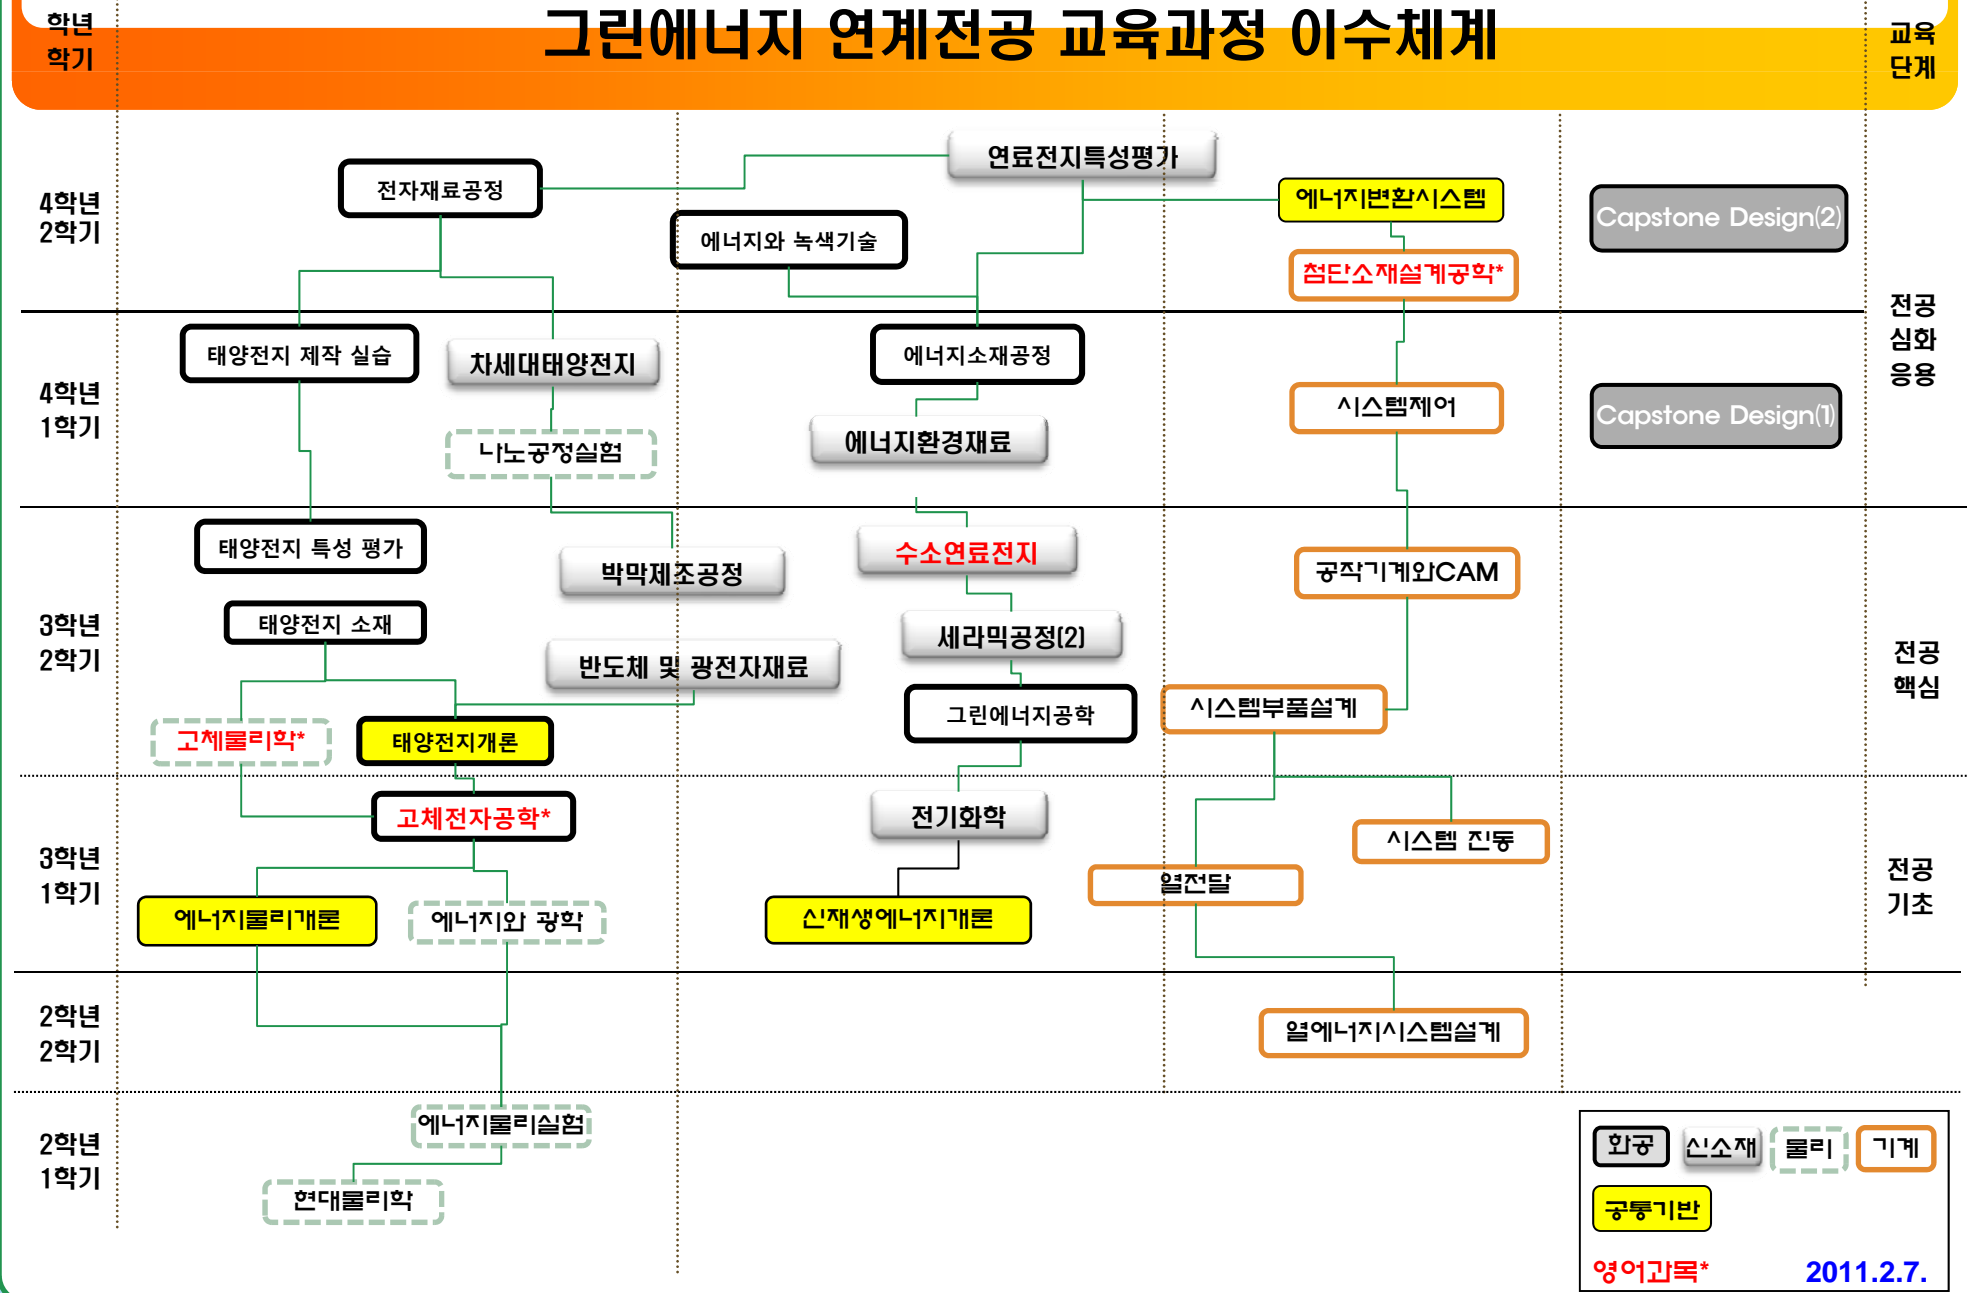 학년
학기
그린에너지 연계전공 교육과정 이수체계
교육
단계
4학년
2학기
연료전지특성평가
전자재료공정
에너지변환시스템
에너지와 녹색기술
첨단소재설계공학*
Capstone Design(2)
전공
심화
응용
4학년
1학기
태양전지 제작 실습
차세대태양전지
에너지소재공정
시스템제어
Capstone Design(1)
나노공정실험
에너지환경재료
3학년
2학기
태양전지 특성 평가
박막제조공정
수소연료전지
공작기계와CAM
태양전지 소재
세라믹공정(2)
반도체 및 광전자재료
전공
핵심
그린에너지공학
시스템부품설계
고체물리학*
태양전지개론
3학년
1학기
고체전자공학*
전기화학
시스템 진동
열전달
전공
기초
에너지물리개론
에너지와 광학
신재생에너지개론
2학년
2학기
열에너지시스템설계
2학년
1학기
에너지물리실험
현대물리학
화공
신소재
물리
기계
공통기반
영어과목*
2011.2.7.